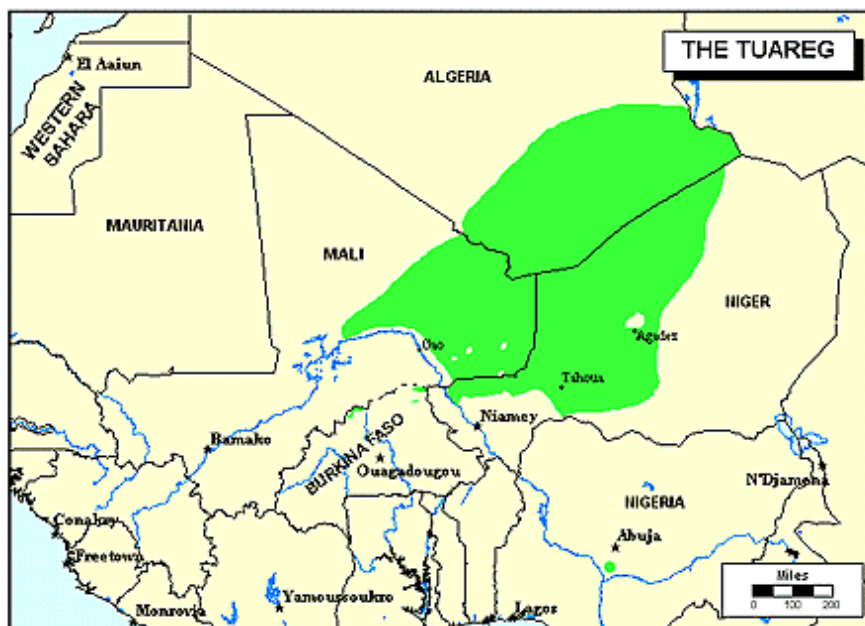 THE TUAREG
El Aaiun
ALGERIA
WESTERN
SAHARA
MAURITANIA
MALI
NIGER
Gao
Agadez
Tahoua
Niamey
BURKINA FASO
Bamako
Ouagadougou
N'Djamena
NIGERIA
Conakry
Abuja
Freetown
Miles
0 100 200
Yamoussoukro
Monrovia
Lagos